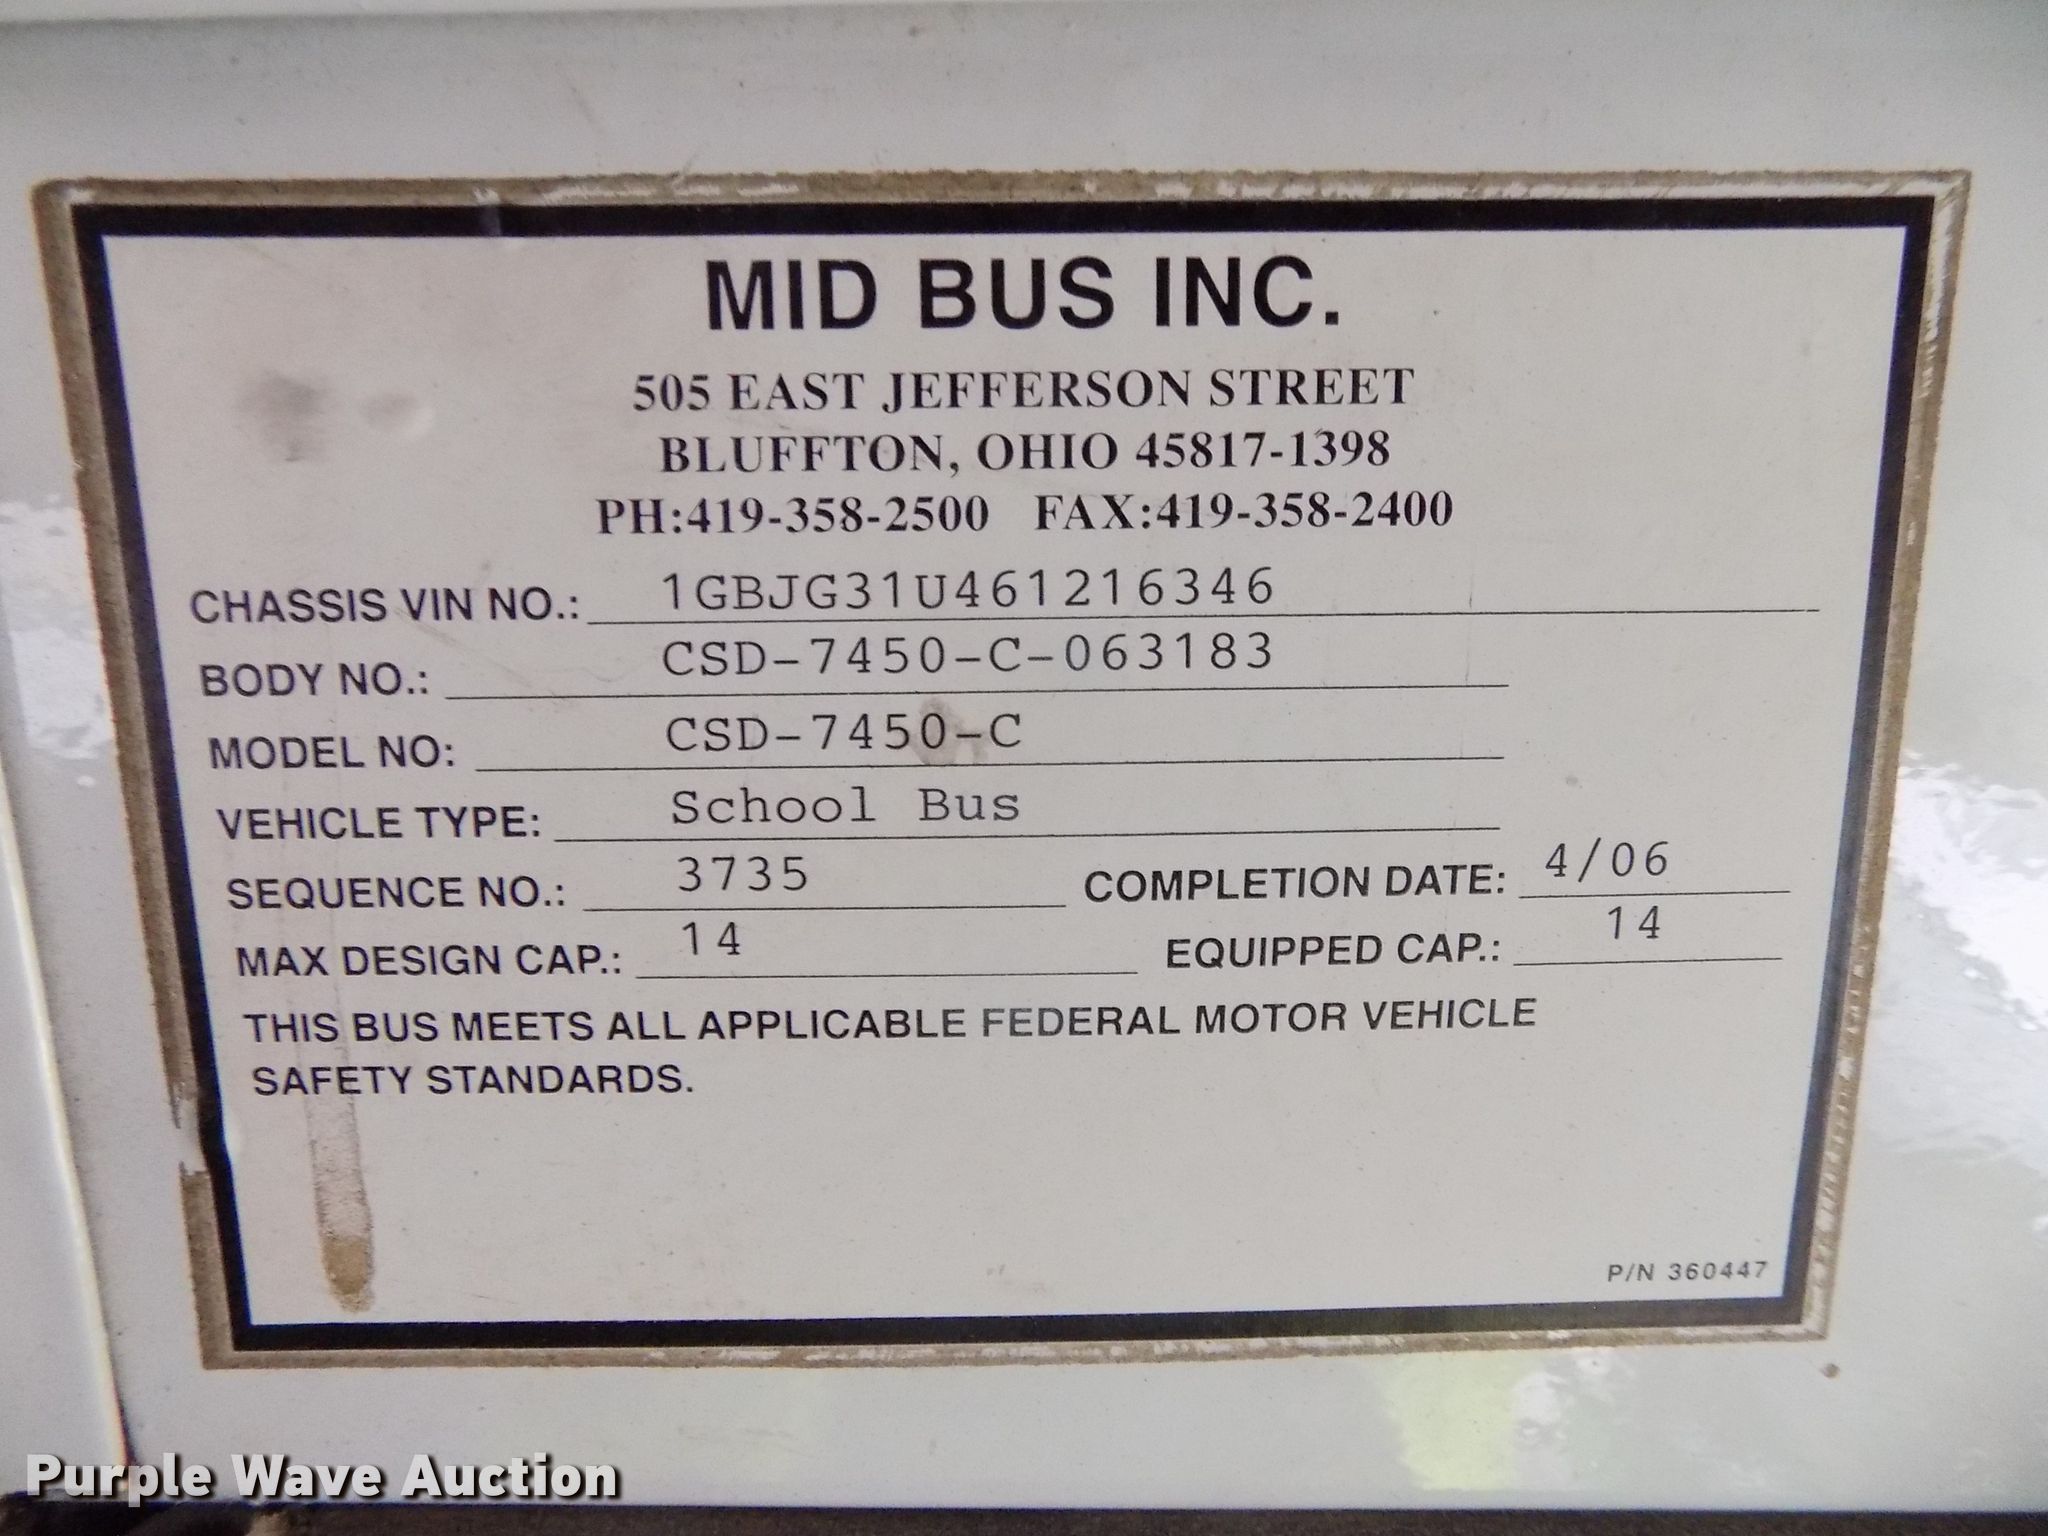 MID BUS INC.
505 EAST JEFFERSON STREET
BLUFFTON, OHIO 45817-1398
PH:419-358-2500 FAX:419-358-2400
CHASSIS VIN NO.: 1GBJG31U461216346
BODY NO.: CSD-7450-C-063183
MODEL NO: CSD-7450-C
VEHICLE TYPE: School Bus
SEQUENCE NO.: 3735 COMPLETION DATE: 4/06
MAX DESIGN CAP.: 14 EQUIPPED CAP.: 14
THIS BUS MEETS ALL APPLICABLE FEDERAL MOTOR VEHICLE
SAFETY STANDARDS.
P/N 360447
Purple Wave Auction